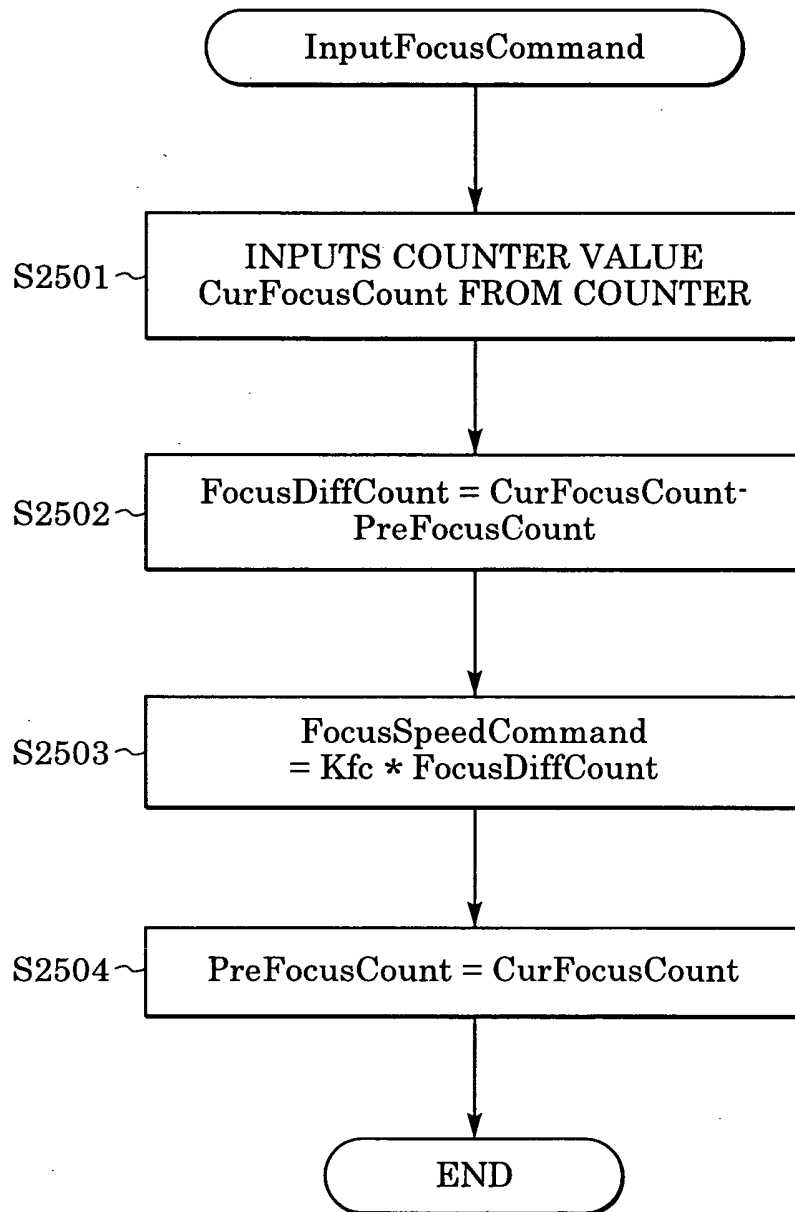 InputFocusCommand
S2501
INPUTS COUNTER VALUE
CurFocusCount FROM COUNTER
S2502
FocusDiffCount = CurFocusCount-
PreFocusCount
S2503
FocusSpeedCommand
= Kfc * FocusDiffCount
S2504
PreFocusCount = CurFocusCount
END